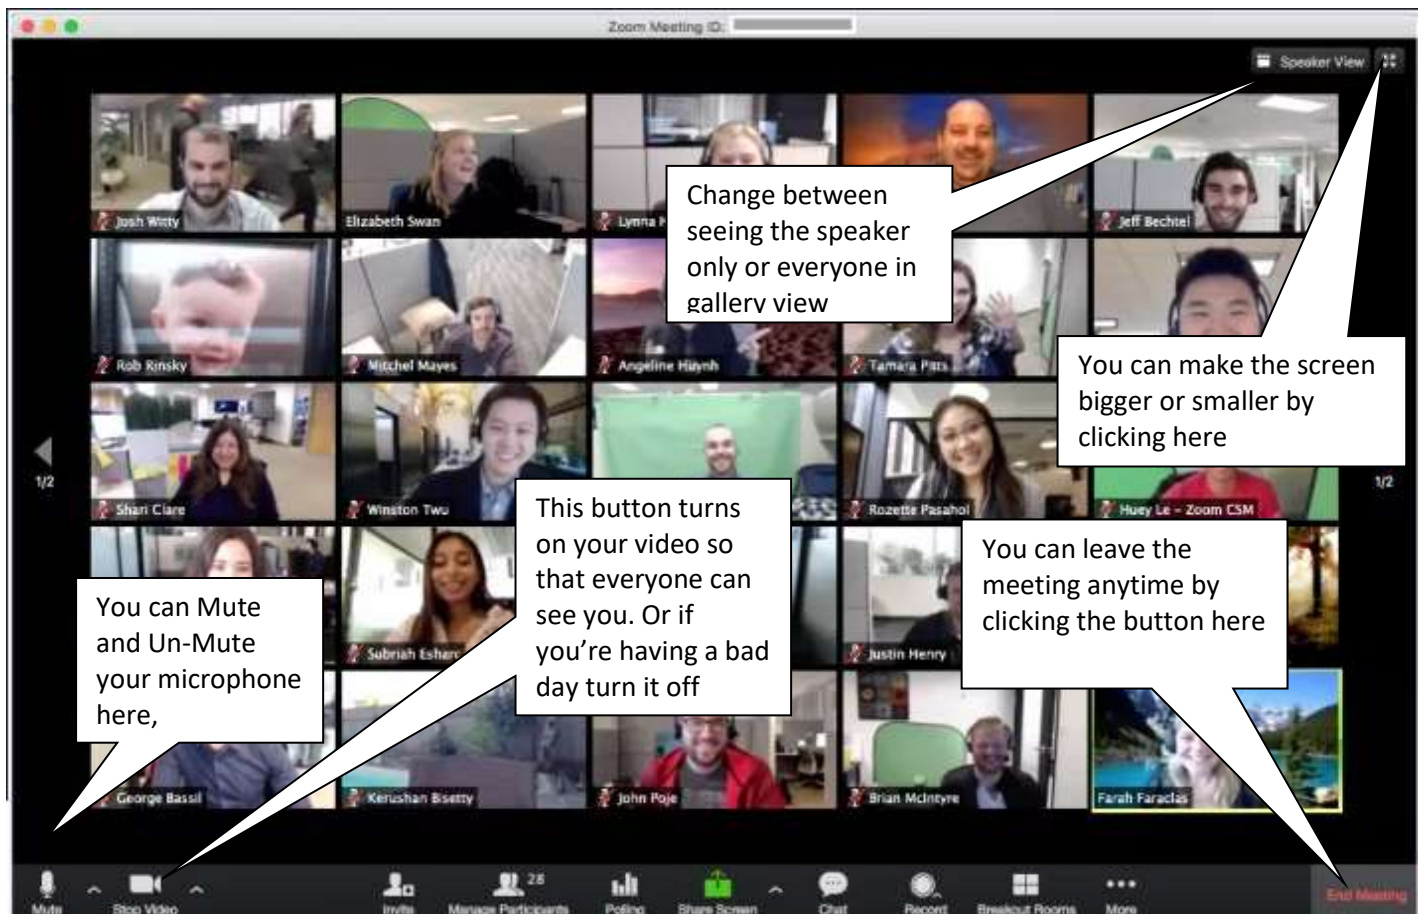 Zoom Meeting ID:
Speaker View
Josh Witty
Elizabeth Swan
Lynna
Jeff Bechtel
Change between
seeing the speaker
only or everyone in
gallery view
Rob Rinsky
Mitchel Mayes
Angeline Huynh
Tamara Pitts
You can make the screen
bigger or smaller by
clicking here
1/2
1/2
Shari Clare
Winston Twu
Rozette Pasahol
Huey Le – Zoom CSM
This button turns
on your video so
that everyone can
see you. Or if
you're having a bad
day turn it off
You can leave the
meeting anytime by
clicking the button here
You can Mute
and Un-Mute
your microphone
here,
Subriah
Justin Henry
George Bassil
Kerushan Bisetty
John Poje
Brian McIntyre
Farah Faraclas
Mute
Stop Video
Invite
28
Manage Participants
Polling
Share Screen
Chat
Record
Breakout Rooms
More
End Meeting